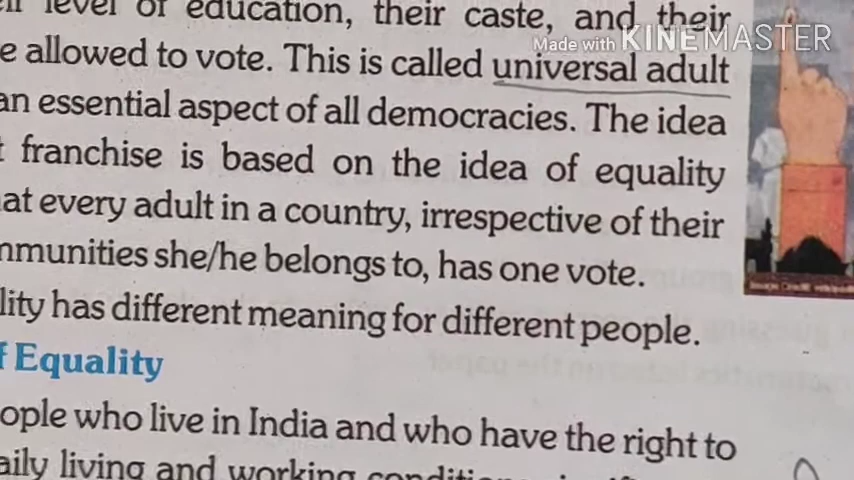 level of education, their caste, and their
Made with KINEMASTER
e allowed to vote. This is called universal adult
an essential aspect of all democracies. The idea
t franchise is based on the idea of equality
at every adult in a country, irrespective of their
mmunities she/he belongs to, has one vote.
lity has different meaning for different people.
f Equality
ople who live in India and who have the right to
aily living and working